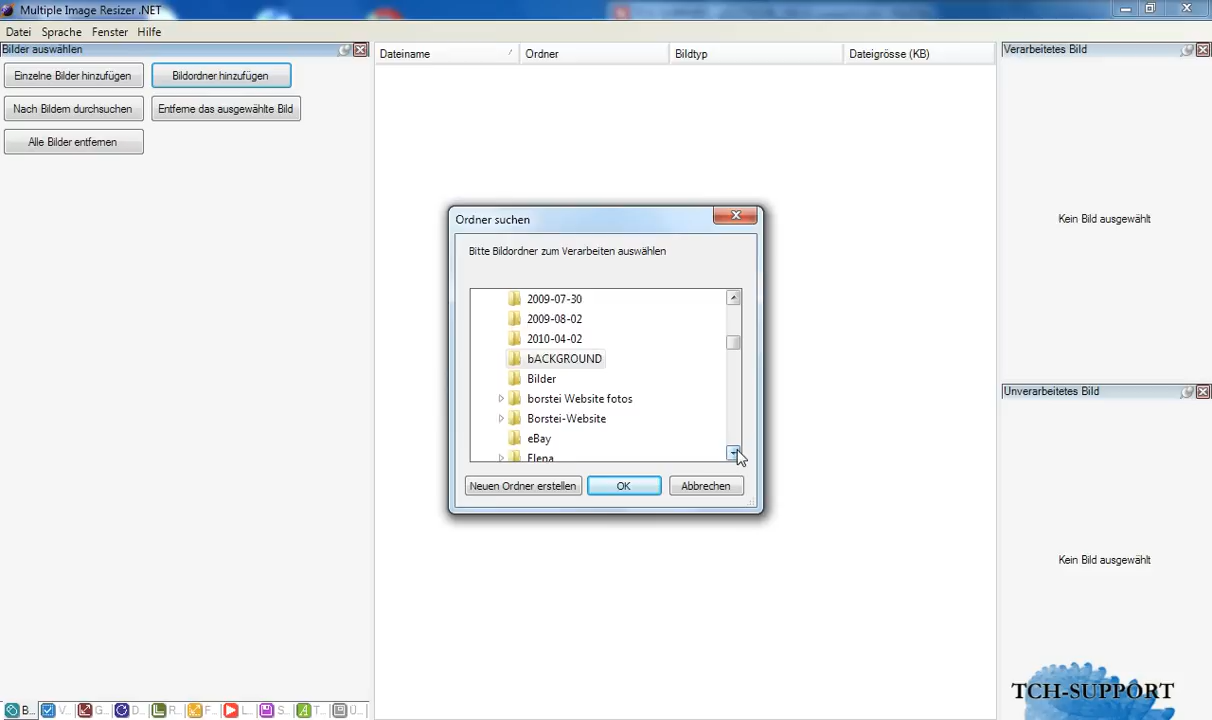 Multiple Image Resizer .NET
Datei Sprache Fenster Hilfe
Bilder auswählen
Einzelne Bilder hinzufügen Bildordner hinzufügen
Nach Bildern durchsuchen Entferne das ausgewählte Bild
Alle Bilder entfernen
Dateiname Ordner Bildtyp Dateigrösse (KB)
Verarbeitetes Bild
Kein Bild ausgewählt
Unverarbeitetes Bild
Kein Bild ausgewählt
Ordner suchen
Bitte Bildordner zum Verarbeiten auswählen
2009-07-30
2009-08-02
2010-04-02
bACKGROUND
Bilder
borstei Website fotos
Borstei-Website
eBay
Elena
Neuen Ordner erstellen OK Abbrechen
B... V... G... D... R... F... L... S... T... Ü...
TCH-SUPPORT